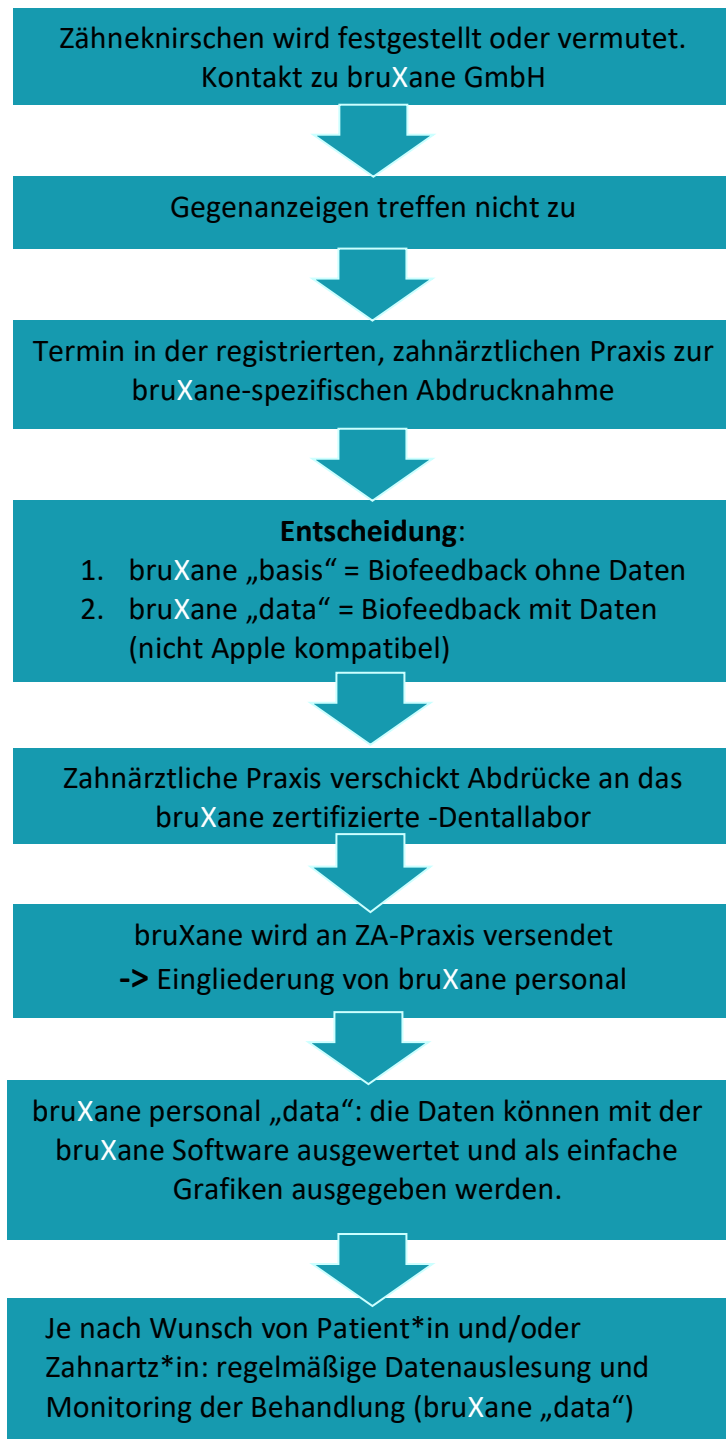 Zähneknirschen wird festgestellt oder vermutet.
Kontakt zu bruXane GmbH
Gegenanzeigen treffen nicht zu
Termin in der registrierten, zahnärztlichen Praxis zur
bruXane-spezifischen Abdrucknahme
Entscheidung:
1. bruXane „basis“ = Biofeedback ohne Daten
2. bruXane „data“ = Biofeedback mit Daten
(nicht Apple kompatibel)
Zahnärztliche Praxis verschickt Abdrücke an das
bruXane zertifizierte -Dentallabor
bruXane wird an ZA-Praxis versendet
-> Eingliederung von bruXane personal
bruXane personal „data“: die Daten können mit der
bruXane Software ausgewertet und als einfache
Grafiken ausgegeben werden.
Je nach Wunsch von Patient*in und/oder
Zahnartz*in: regelmäßige Datenauslesung und
Monitoring der Behandlung (bruXane „data“)